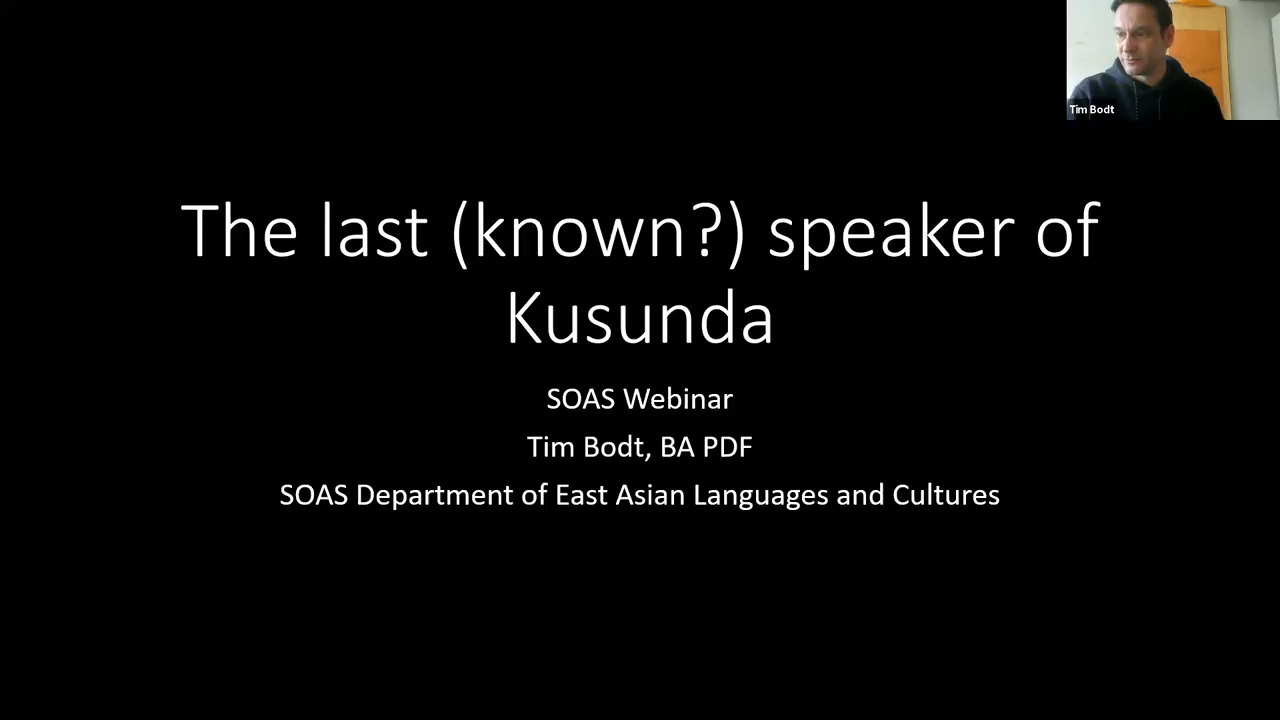 Tim Bodt
The last (known?) speaker of
Kusunda
SOAS Webinar
Tim Bodt, BA PDF
SOAS Department of East Asian Languages and Cultures